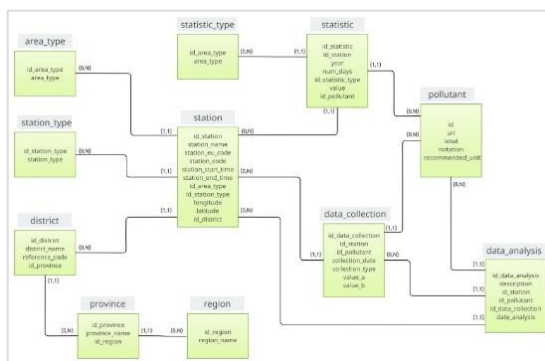 statistic_type
statistic
area_type
id_area_type
area_type
(0,N)
(1,1)
id_statistic
id_station
year
num_days
id_statistic_type
value
id_pollutant
(1,1)
(1,1)
id_area_type
area_type
(0,N)
pollutant
id
uri
label
notation
recommended_unit
(0,N)
(0,N)
(0,N)
station_type
id_station_type
station_type
(0,N)
station
id_station
station_name
station_eu_code
station_code
station_start_time
station_end_time
id_area_type
id_station_type
longitude
latitude
id_district
(1,1)
(0,N)
(1,1)
(0,N)
(0,N)
(1,1)
district
id_district
district_name
reference_code
id_province
(0,N)
(1,1)
data_collection
id_data_collection
id_station
id_pollutant
collection_date
collection_type
value_a
value_b
(1,1)
(1,1)
(0,N)
data_analysis
id_data_analysis
description
id_station
id_pollutant
id_data_collection
date_analysis
(1,1)
(1,1)
(1,1)
province
id_province
province_name
id_region
(0,N)
(1,1)
region
id_region
region_name
(0,N)